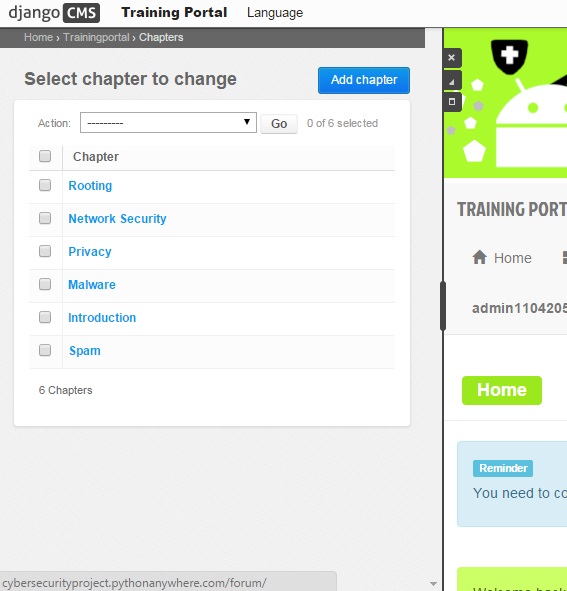 django CMS Training Portal Language
Home › Trainingportal › Chapters
Select chapter to change
Add chapter
Action: --------- Go 0 of 6 selected
Chapter
Rooting
Network Security
Privacy
Malware
Introduction
Spam
6 Chapters
cybersecurityproject.pythonanywhere.com/forum/
TRAINING PORT
Home
admin1104205
Home
Reminder
You need to co
Welcome back